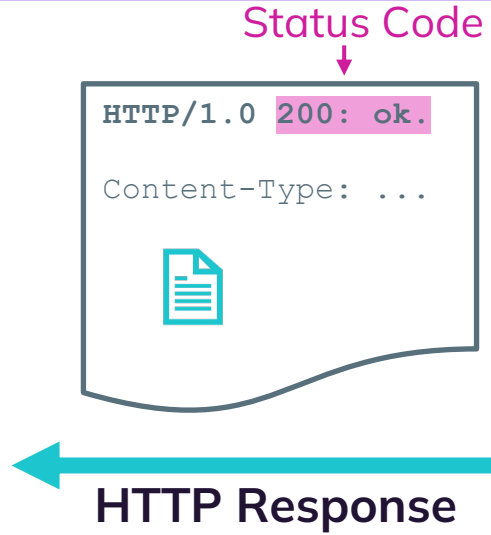 Status Code
HTTP/1.0 200: ok.
Content-Type: ...
HTTP Response